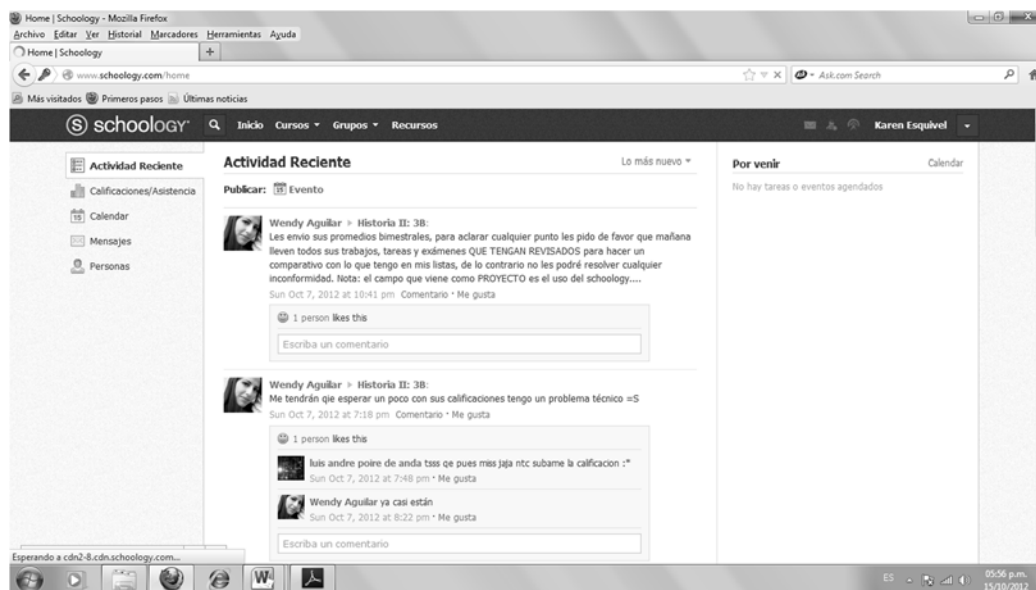 Home | Schoology - Mozilla Firefox
Archivo Editar Ver Historial Marcadores Herramientas Ayuda
Home | Schoology +
www.schoology.com/home
Ask.com Search
Más visitados Primeros pasos Últimas noticias
S schoology Inicio Cursos Grupos Recursos Karen Esquivel
Actividad Reciente
Calificaciones/Asistencia
15 Calendar
Mensajes
Personas
Actividad Reciente Lo más nuevo
Publicar: 15 Evento
Wendy Aguilar ▸ Historia II: 3B:
Les envio sus promedios bimestrales, para aclarar cualquier punto les pido de favor que mañana
lleven todos sus trabajos, tareas y exámenes QUE TENGAN REVISADOS para hacer un
comparativo con lo que tengo en mis listas, de lo contrario no les podré resolver cualquier
inconformidad. Nota: el campo que viene como PROYECTO es el uso del schoology....
Sun Oct 7, 2012 at 10:41 pm Comentario · Me gusta
1 person likes this
Escriba un comentario
Wendy Aguilar ▸ Historia II: 3B:
Me tendrán qie esperar un poco con sus calificaciones tengo un problema técnico =S
Sun Oct 7, 2012 at 7:18 pm Comentario · Me gusta
1 person likes this
luis andre poire de anda tsss qe pues miss jaja ntc subame la calificacion :*
Sun Oct 7, 2012 at 7:48 pm · Me gusta
Wendy Aguilar ya casi están
Sun Oct 7, 2012 at 8:22 pm · Me gusta
Escriba un comentario
Por venir Calendar
No hay tareas o eventos agendados
Esperando a cdn2-8.cdn.schoology.com...
W
ES 05:56 p.m.
15/10/2012